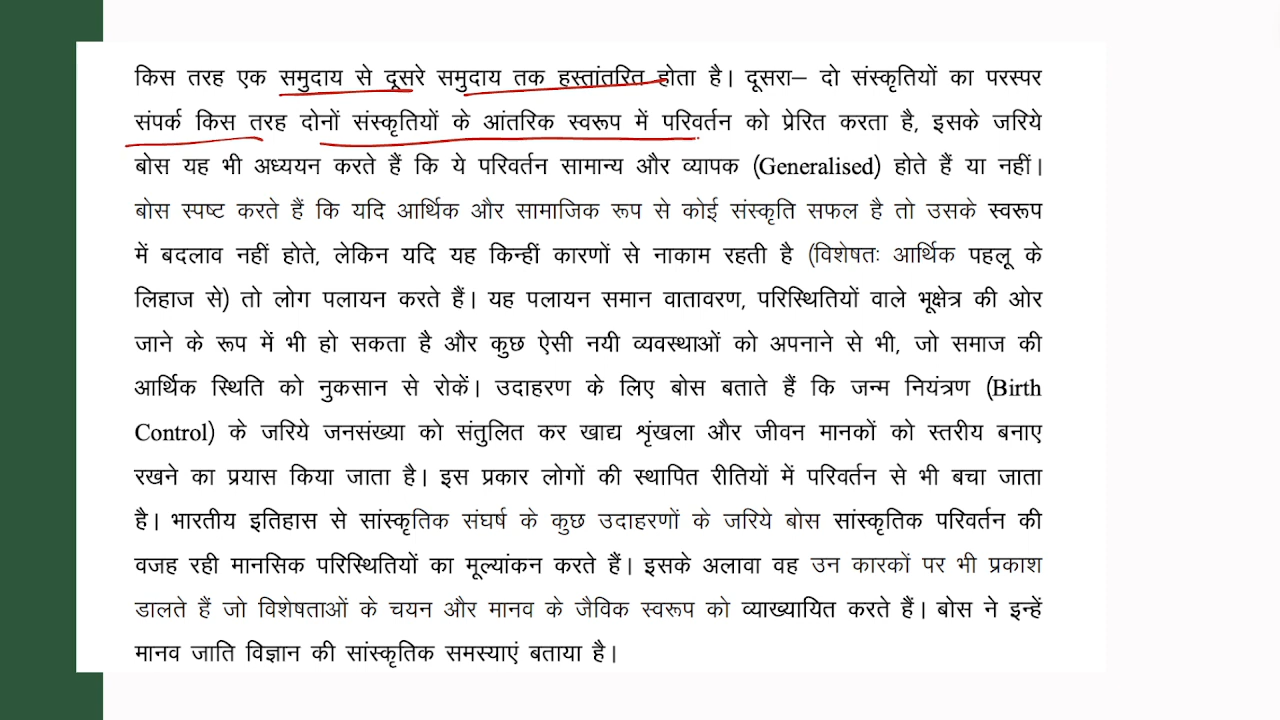 किस तरह एक समुदाय से दूसरे समुदाय तक हस्तांतरित होता है। दूसरा– दो संस्कृतियों का परस्पर
संपर्क किस तरह दोनों संस्कृतियों के आंतरिक स्वरूप में परिवर्तन को प्रेरित करता है, इसके जरिये
बोस यह भी अध्ययन करते हैं कि ये परिवर्तन सामान्य और व्यापक (Generalised) होते हैं या नहीं।
बोस स्पष्ट करते हैं कि यदि आर्थिक और सामाजिक रूप से कोई संस्कृति सफल है तो उसके स्वरूप
में बदलाव नहीं होते, लेकिन यदि यह किन्हीं कारणों से नाकाम रहती है (विशेषतः आर्थिक पहलू के
लिहाज से) तो लोग पलायन करते हैं। यह पलायन समान वातावरण, परिस्थितियों वाले भूक्षेत्र की ओर
जाने के रूप में भी हो सकता है और कुछ ऐसी नयी व्यवस्थाओं को अपनाने से भी, जो समाज की
आर्थिक स्थिति को नुकसान से रोकें। उदाहरण के लिए बोस बताते हैं कि जन्म नियंत्रण (Birth
Control) के जरिये जनसंख्या को संतुलित कर खाद्य शृंखला और जीवन मानकों को स्तरीय बनाए
रखने का प्रयास किया जाता है। इस प्रकार लोगों की स्थापित रीतियों में परिवर्तन से भी बचा जाता
है। भारतीय इतिहास से सांस्कृतिक संघर्ष के कुछ उदाहरणों के जरिये बोस सांस्कृतिक परिवर्तन की
वजह रही मानसिक परिस्थितियों का मूल्यांकन करते हैं। इसके अलावा वह उन कारकों पर भी प्रकाश
डालते हैं जो विशेषताओं के चयन और मानव के जैविक स्वरूप को व्याख्यायित करते हैं। बोस ने इन्हें
मानव जाति विज्ञान की सांस्कृतिक समस्याएं बताया है।